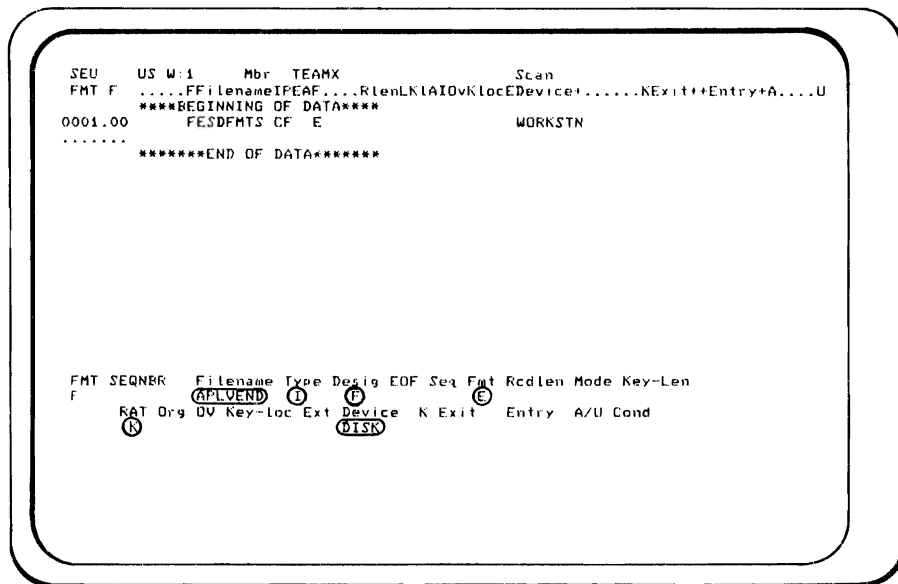 SEU US W:1 Mbr TEAMX Scan
FMT F .....FFilenameIPEAF....RlenLKlAIOvKlocEDevice+......KExit++Entry+A....U
****BEGINNING OF DATA****
0001.00 FESDFMTS CF E WORKSTN
.......
*******END OF DATA*******
FMT SEQNBR Filename Type Desig EOF Seq Fmt Rcdlen Mode Key-Len
F APLVEND I F E
RAT Org OV Key-loc Ext Device K Exit Entry A/U Cond
K DISK